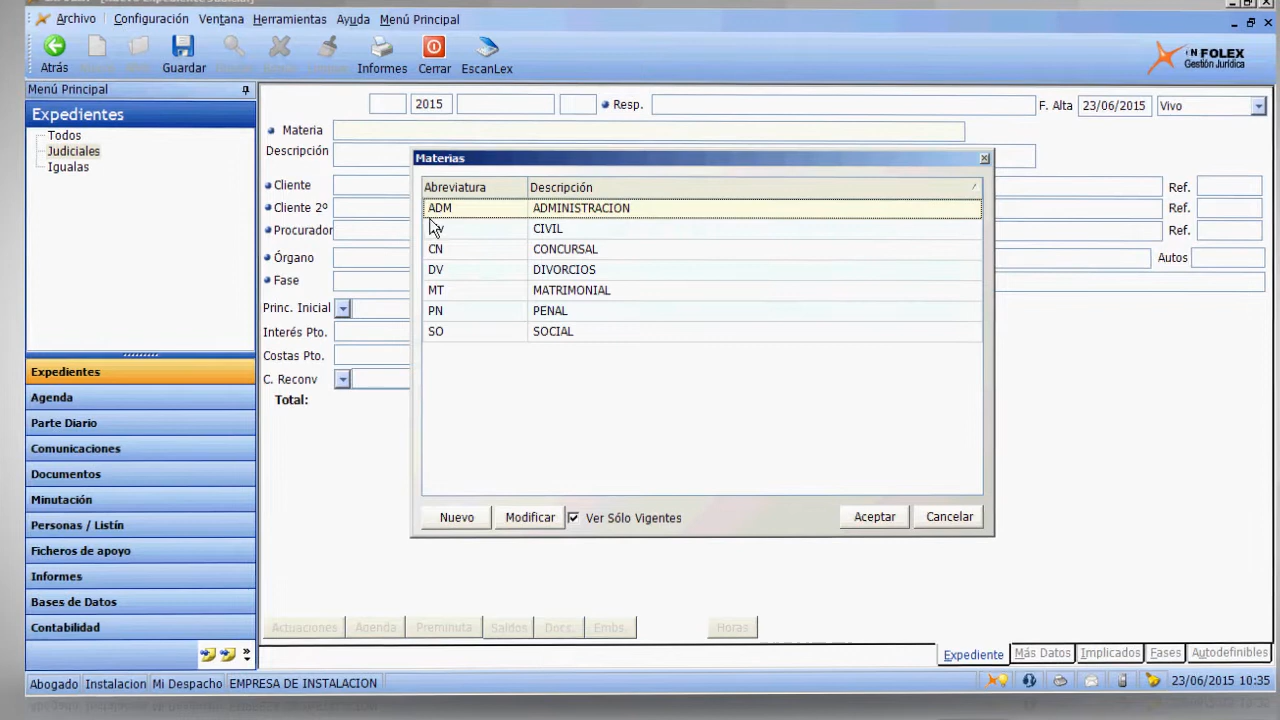 Archivo Configuración Ventana Herramientas Ayuda Menú Principal
Atrás Guardar Informes Cerrar EscanLex
INFOLEX
Gestión Jurídica
Menú Principal
Expedientes
Todos
Judiciales
Igualas
2015 Resp. F. Alta 23/06/2015 Vivo
Materia
Descripción
Cliente Ref.
Cliente 2º Ref.
Procurador Ref.
Órgano Autos
Fase
Princ. Inicial
Interés Pto.
Costas Pto.
C. Reconv
Total:
Materias
Abreviatura Descripción
ADM ADMINISTRACION
CIVIL
CN CONCURSAL
DV DIVORCIOS
MT MATRIMONIAL
PN PENAL
SO SOCIAL
Nuevo Modificar Ver Sólo Vigentes Aceptar Cancelar
Expedientes
Agenda
Parte Diario
Comunicaciones
Documentos
Minutación
Personas / Listín
Ficheros de apoyo
Informes
Bases de Datos
Contabilidad
Actuaciones Agenda Preminuta Saldos Docs. Embs. Horas
Expediente Más Datos Implicados Fases Autodefinibles
Abogado Instalacion Mi Despacho EMPRESA DE INSTALACION 23/06/2015 10:35